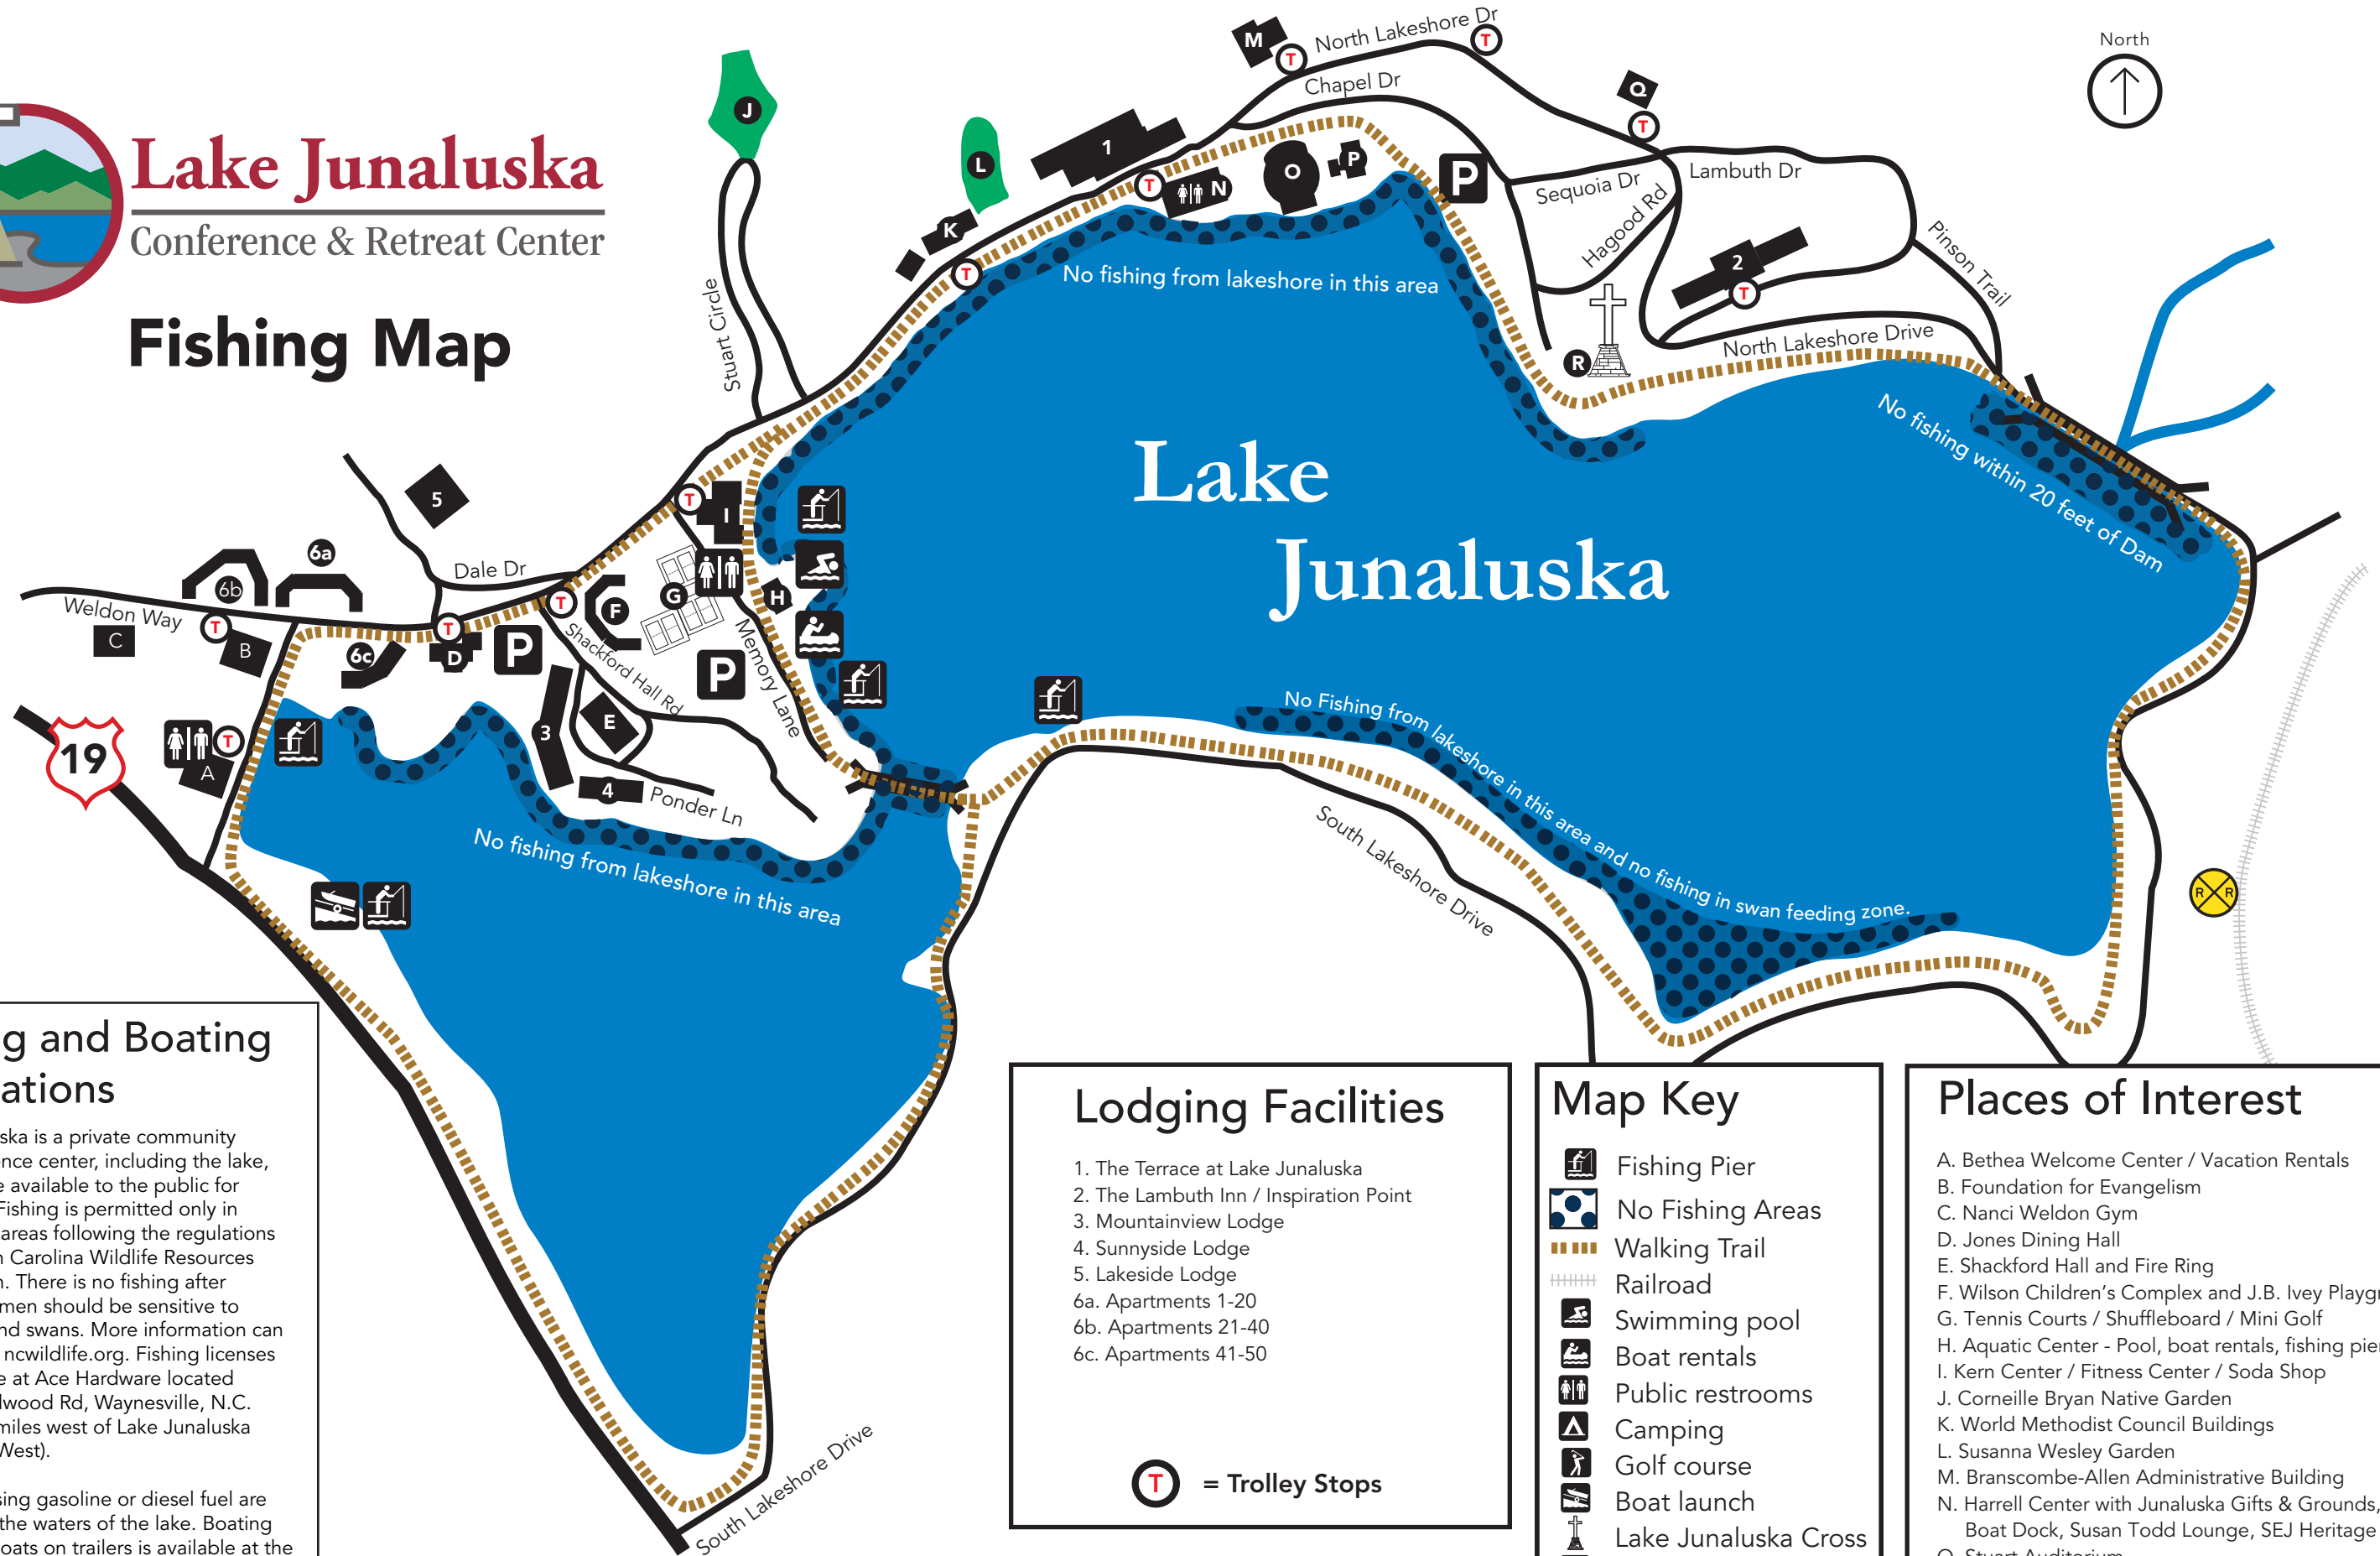 Lake Junaluska
Conference & Retreat Center
Fishing Map
North
M
T
North Lakeshore Dr
T
Chapel Dr
Q
T
J
L
1
K
T
T
N
O
P
P
Sequoia Dr
Hagood Rd
Lambuth Dr
Pinson Trail
2
T
R
North Lakeshore Drive
Stuart Circle
No fishing from lakeshore in this area
No fishing within 20 feet of Dam
Lake
Junaluska
5
6a
6b
Dale Dr
Weldon Way
C
T
B
6c
T
D
P
T
F
G
T
I
H
P
Memory Lane
Shackford Hall Rd
3
E
4
Ponder Ln
19
T
A
No fishing from lakeshore in this area
No Fishing from lakeshore in this area and no fishing in swan feeding zone.
South Lakeshore Drive
R R
South Lakeshore Drive
g and Boating
ations
ska is a private community
ence center, including the lake,
e available to the public for
Fishing is permitted only in
areas following the regulations
n Carolina Wildlife Resources
n. There is no fishing after
men should be sensitive to
nd swans. More information can
ncwildlife.org. Fishing licenses
e at Ace Hardware located
lwood Rd, Waynesville, N.C.
miles west of Lake Junaluska
West).
sing gasoline or diesel fuel are
the waters of the lake. Boating
oats on trailers is available at the
Lodging Facilities
1. The Terrace at Lake Junaluska
2. The Lambuth Inn / Inspiration Point
3. Mountainview Lodge
4. Sunnyside Lodge
5. Lakeside Lodge
6a. Apartments 1-20
6b. Apartments 21-40
6c. Apartments 41-50
T = Trolley Stops
Map Key
Fishing Pier
No Fishing Areas
Walking Trail
Railroad
Swimming pool
Boat rentals
Public restrooms
Camping
Golf course
Boat launch
Lake Junaluska Cross
Places of Interest
A. Bethea Welcome Center / Vacation Rentals
B. Foundation for Evangelism
C. Nanci Weldon Gym
D. Jones Dining Hall
E. Shackford Hall and Fire Ring
F. Wilson Children's Complex and J.B. Ivey Playg
G. Tennis Courts / Shuffleboard / Mini Golf
H. Aquatic Center - Pool, boat rentals, fishing pie
I. Kern Center / Fitness Center / Soda Shop
J. Corneille Bryan Native Garden
K. World Methodist Council Buildings
L. Susanna Wesley Garden
M. Branscombe-Allen Administrative Building
N. Harrell Center with Junaluska Gifts & Grounds,
Boat Dock, Susan Todd Lounge, SEJ Heritage
O. Stuart Auditorium